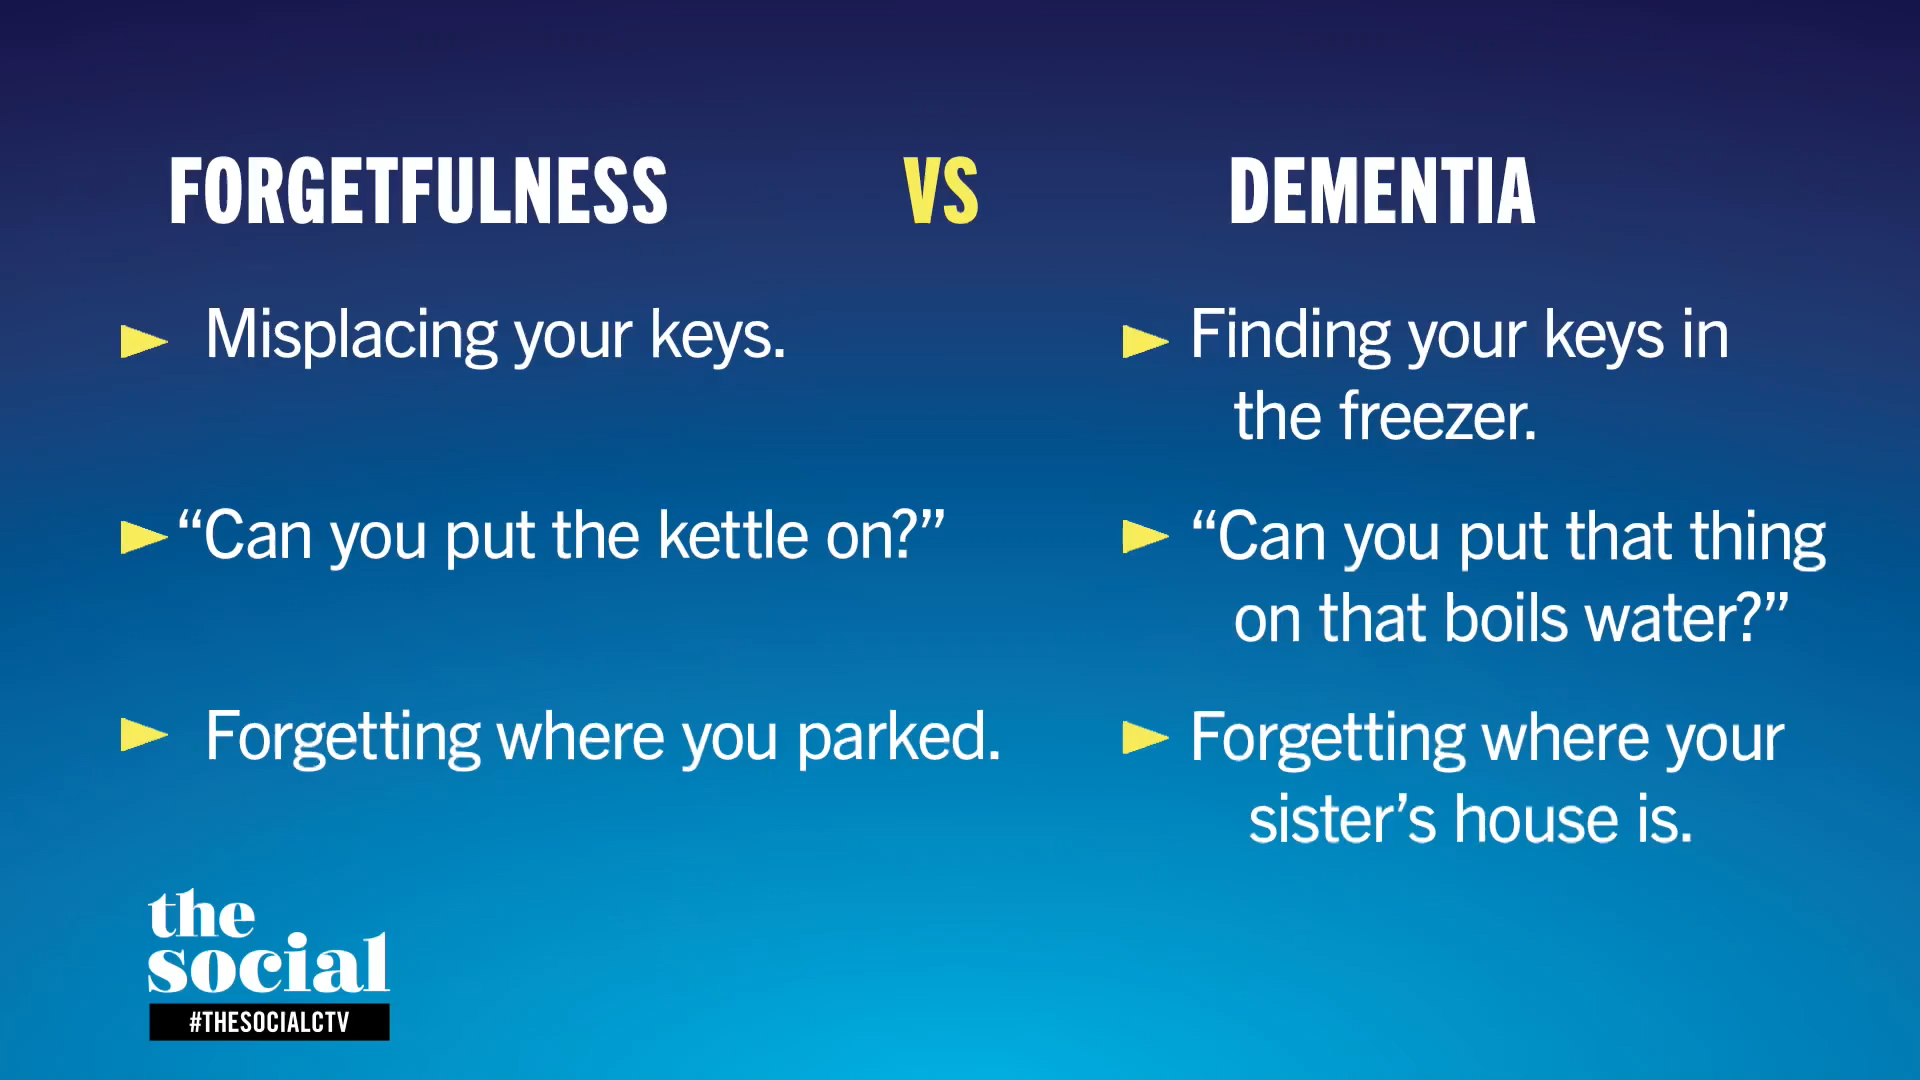 FORGETFULNESS VS DEMENTIA
Misplacing your keys.
“Can you put the kettle on?”
Forgetting where you parked.
Finding your keys in
the freezer.
“Can you put that thing
on that boils water?”
Forgetting where your
sister’s house is.
the
social
#THESOCIALCTV